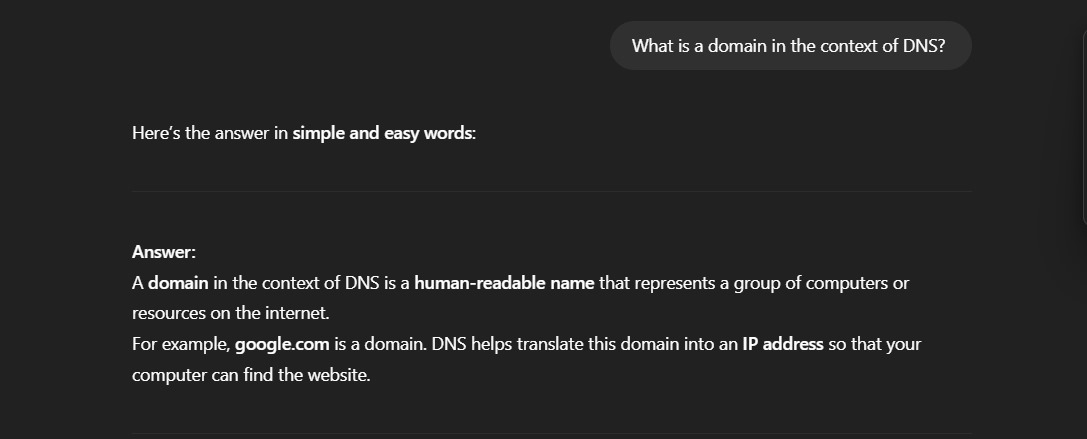 What is a domain in the context of DNS?
Here's the answer in simple and easy words:
Answer:
A domain in the context of DNS is a human-readable name that represents a group of computers or
resources on the internet.
For example, google.com is a domain. DNS helps translate this domain into an IP address so that your
computer can find the website.